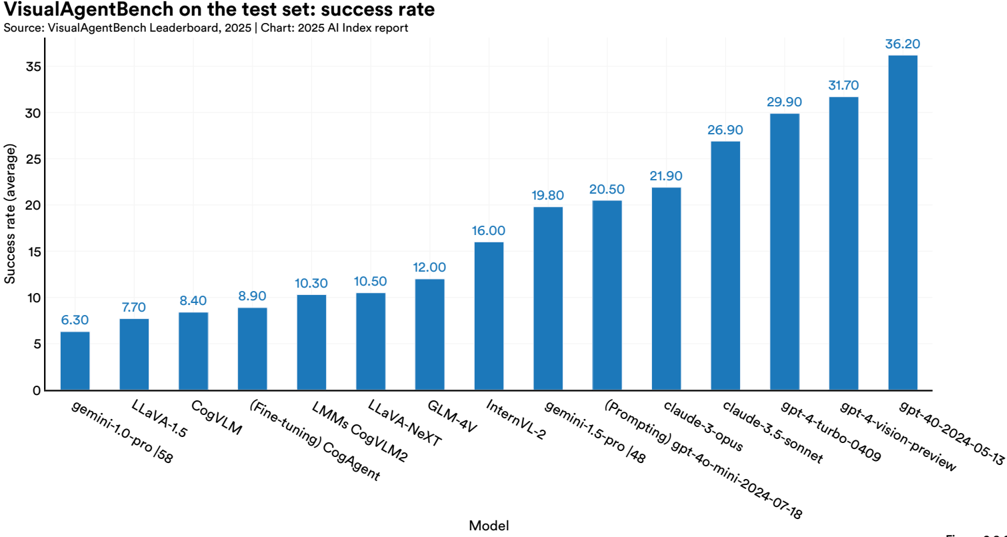 VisualAgentBench on the test set: success rate
Source: VisualAgentBench Leaderboard, 2025 | Chart: 2025 AI Index report
Success rate (average)
35
30
25
20
15
10
5
0
6.30
7.70
8.40
8.90
10.30
10.50
12.00
16.00
19.80
20.50
21.90
26.90
29.90
31.70
36.20
gemini-1.0-pro |58
LLaVA-1.5
CogVLM
(Fine-tuning) CogAgent
LMMs CogVLM2
LLaVA-NeXT
GLM-4V
InternVL-2
gemini-1.5-pro |48
(Prompting) gpt-4o-mini-2024-07-18
claude-3-opus
claude-3.5-sonnet
gpt-4-turbo-0409
gpt-4-vision-preview
gpt-40-2024-05-13
Model